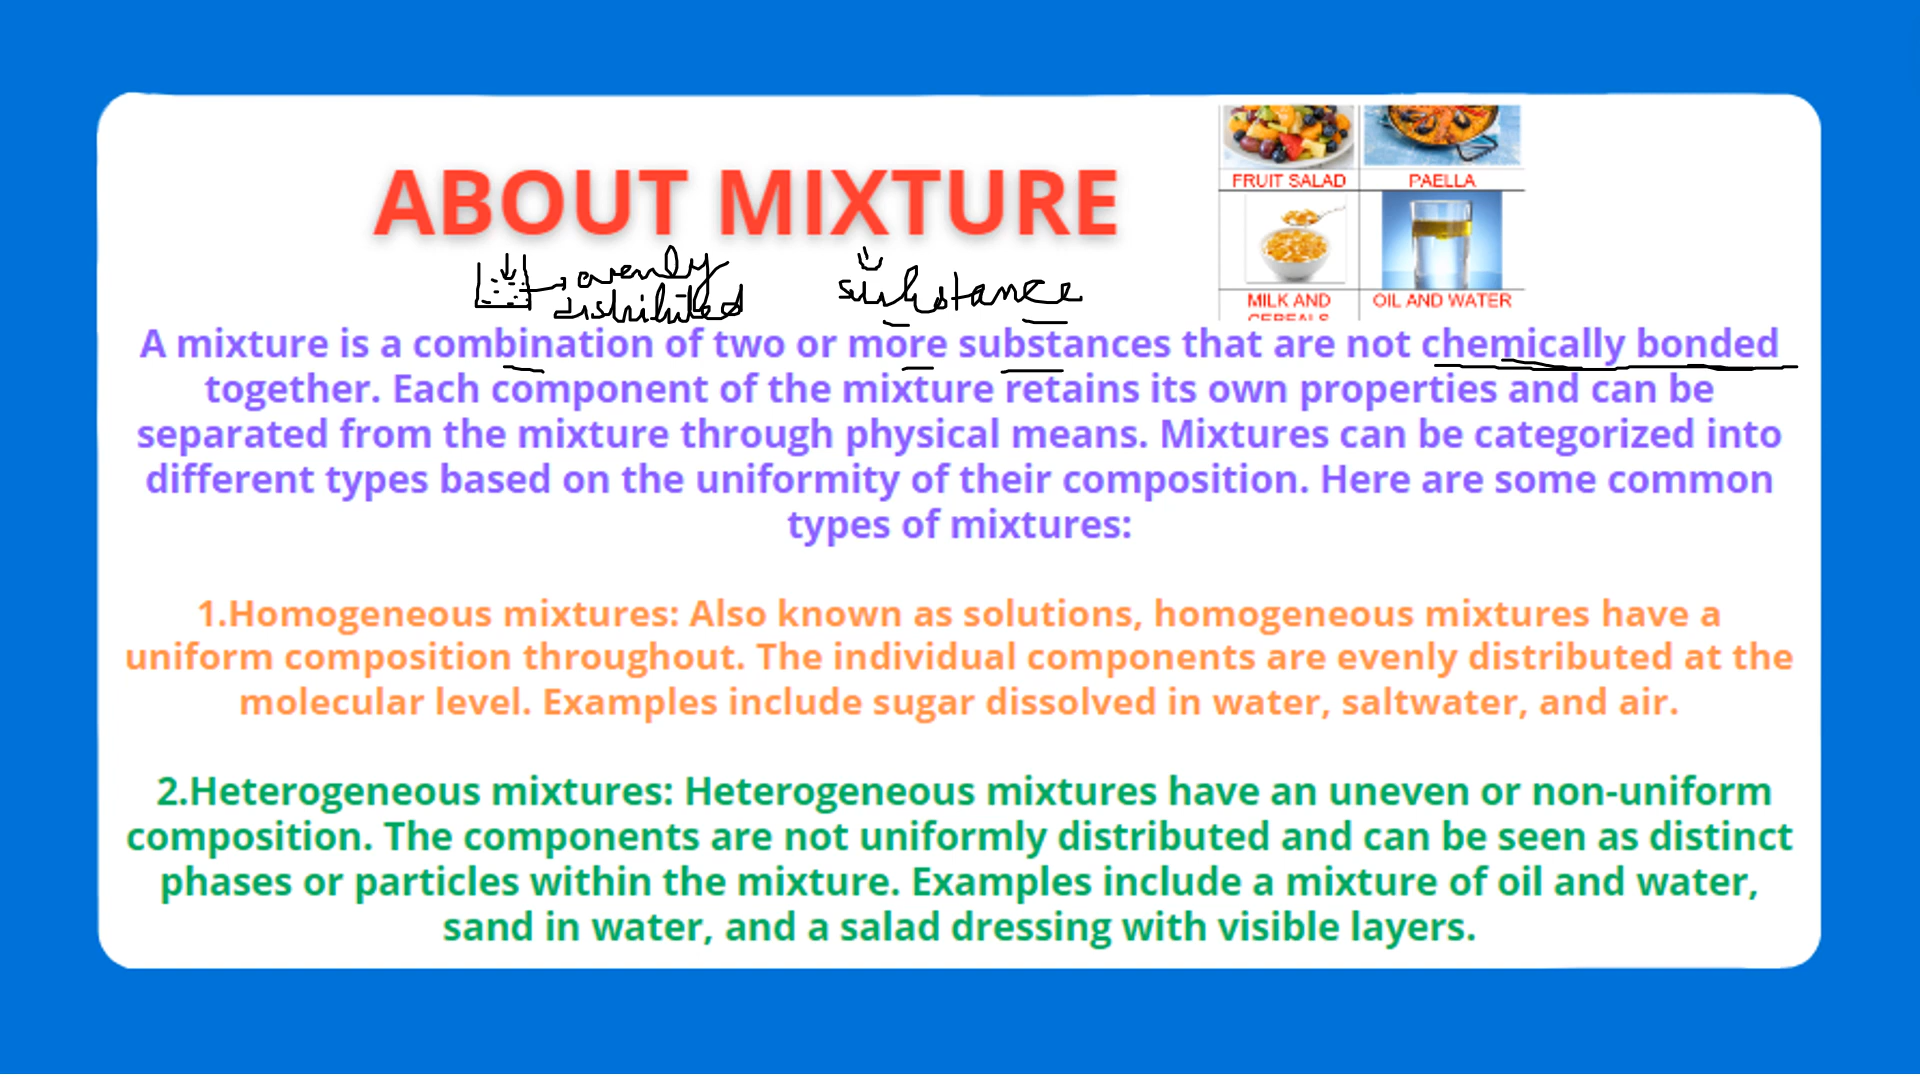 ABOUT MIXTURE
FRUIT SALAD
PAELLA
MILK AND
CEREALS
OIL AND WATER
evenly
distributed
substance
A mixture is a combination of two or more substances that are not chemically bonded
together. Each component of the mixture retains its own properties and can be
separated from the mixture through physical means. Mixtures can be categorized into
different types based on the uniformity of their composition. Here are some common
types of mixtures:
1.Homogeneous mixtures: Also known as solutions, homogeneous mixtures have a
uniform composition throughout. The individual components are evenly distributed at the
molecular level. Examples include sugar dissolved in water, saltwater, and air.
2.Heterogeneous mixtures: Heterogeneous mixtures have an uneven or non-uniform
composition. The components are not uniformly distributed and can be seen as distinct
phases or particles within the mixture. Examples include a mixture of oil and water,
sand in water, and a salad dressing with visible layers.